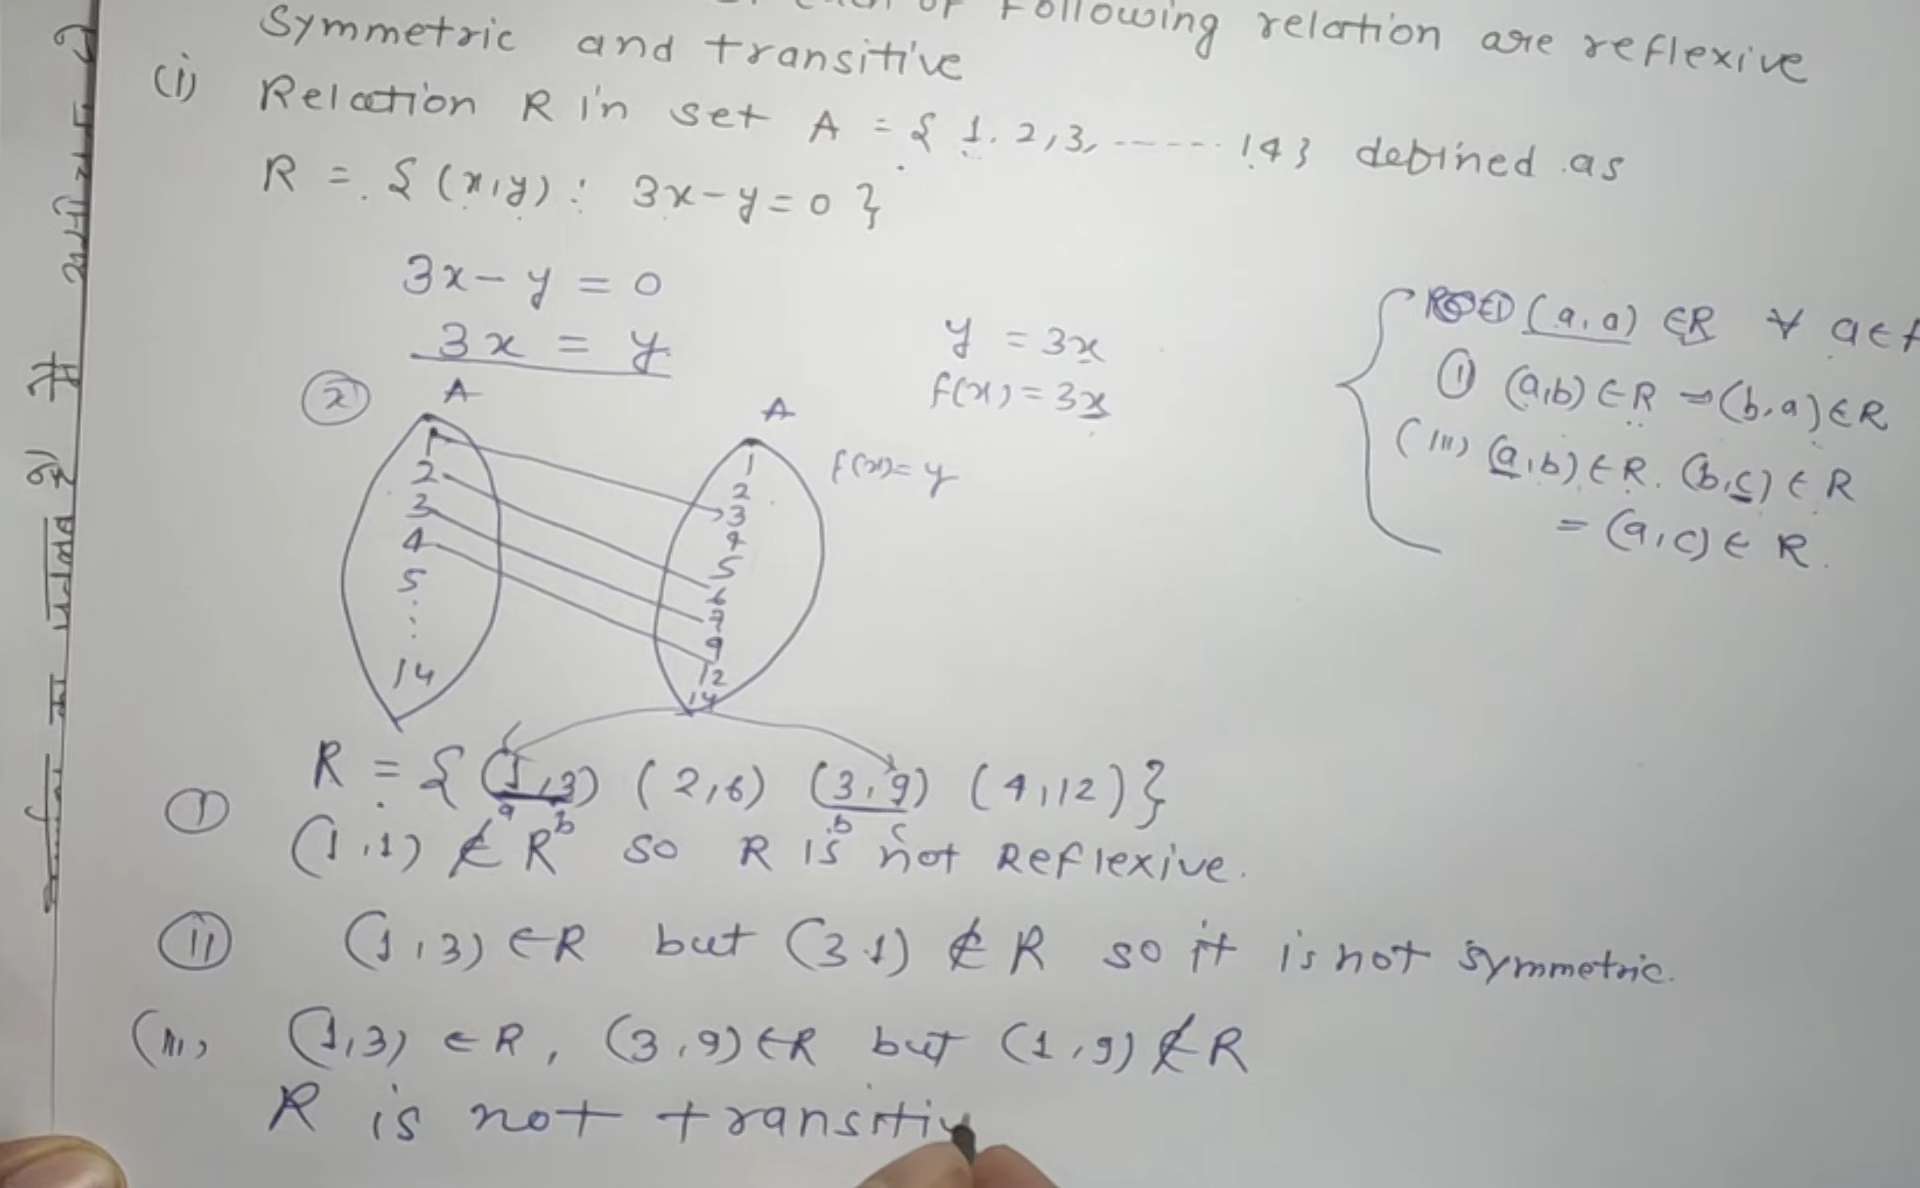 of following relation are reflexive
Symmetric and transitive
(i) Relation R in set A = { 1. 2,3, ------ 14} defined as
R = { (x,y) : 3x-y=0 }
3x-y = 0
3x = y
y = 3x
f(x) = 3x
f(x)=y
(a,a) ∈R ∀ a∈A
① (a,b) ∈R ⇒(b,a)∈R
(iii) (a,b)∈R. (b,c)∈R
= (a,c)∈ R.
A
1
2
3
4
5
14
A
1
2
3
4
5
6
7
9
12
14
R = { (1,3) (2,6) (3,9) (4,12)}
a b b c
① (1,1) ∉ R so R is not Reflexive.
(ii) (1,3) ∈R but (3.1) ∉ R so it is not symmetric.
(iii) (1,3) ∈ R, (3,9)∈R but (1,9) ∉R
R is not transitiv